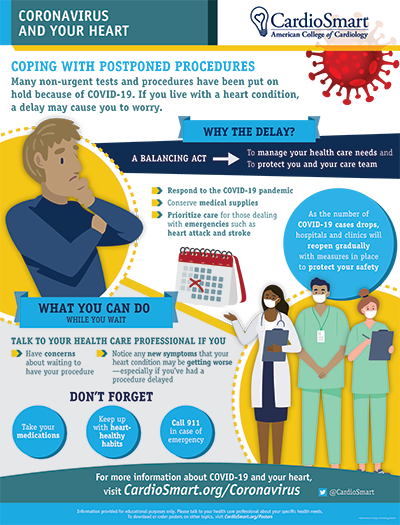 CORONAVIRUS
AND YOUR HEART
CardioSmart
American College of Cardiology
COPING WITH POSTPONED PROCEDURES
Many non-urgent tests and procedures have been put on
hold because of COVID-19. If you live with a heart condition,
a delay may cause you to worry.
WHY THE DELAY?
A BALANCING ACT
To manage your health care needs and
To protect you and your care team
Respond to the COVID-19 pandemic
Conserve medical supplies
Prioritize care for those dealing
with emergencies such as
heart attack and stroke
As the number of
COVID-19 cases drops,
hospitals and clinics will
reopen gradually
with measures in place
to protect your safety
WHAT YOU CAN DO
WHILE YOU WAIT
TALK TO YOUR HEALTH CARE PROFESSIONAL IF YOU
Have concerns
about waiting to
have your procedure
Notice any new symptoms that your
heart condition may be getting worse
—especially if you've had a
procedure delayed
DON'T FORGET
Take your
medications
Keep up
with heart-
healthy
habits
Call 911
in case of
emergency
For more information about COVID-19 and your heart,
visit CardioSmart.org/Coronavirus
@CardioSmart
Information provided for educational purposes only. Please talk to your health care professional about your specific health needs.
To download or order posters on other topics, visit CardioSmart.org/Posters